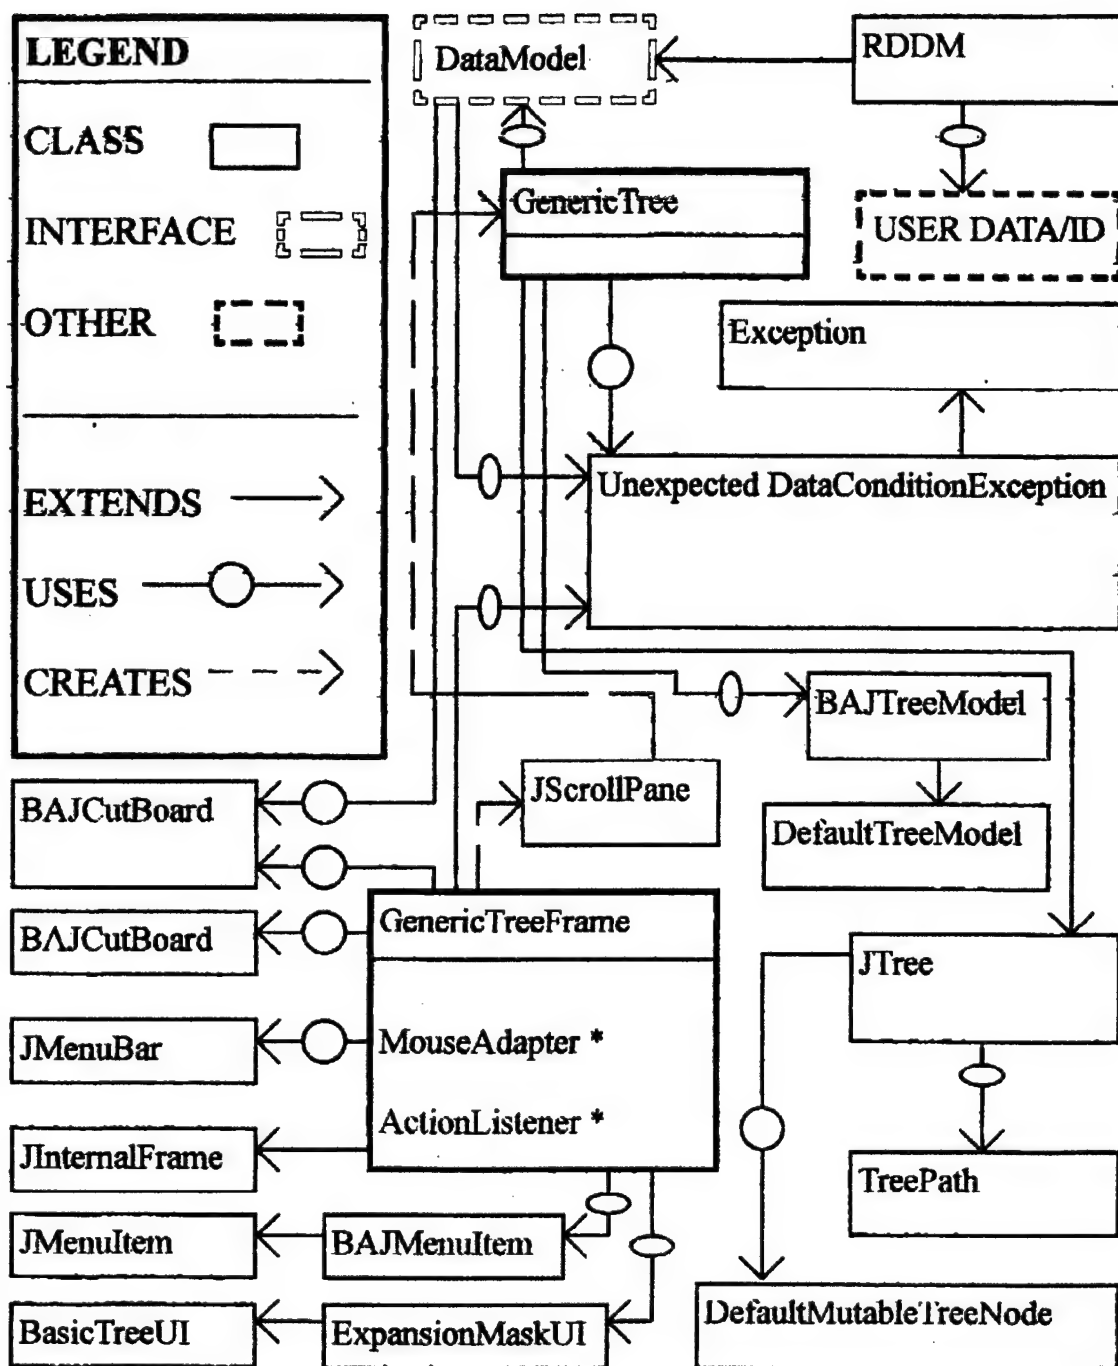 LEGEND
CLASS
INTERFACE
OTHER
EXTENDS
USES
CREATES
DataModel
RDDM
GenericTree
USER DATA/ID
Exception
Unexpected DataConditionException
BAJTreeModel
JScrollPane
DefaultTreeModel
BAJCutBoard
GenericTreeFrame
BAJCutBoard
JTree
JMenuBar
MouseAdapter *
ActionListener *
JInternalFrame
TreePath
JMenuItem
BAJMenuItem
BasicTreeUI
ExpansionMaskUI
DefaultMutableTreeNode